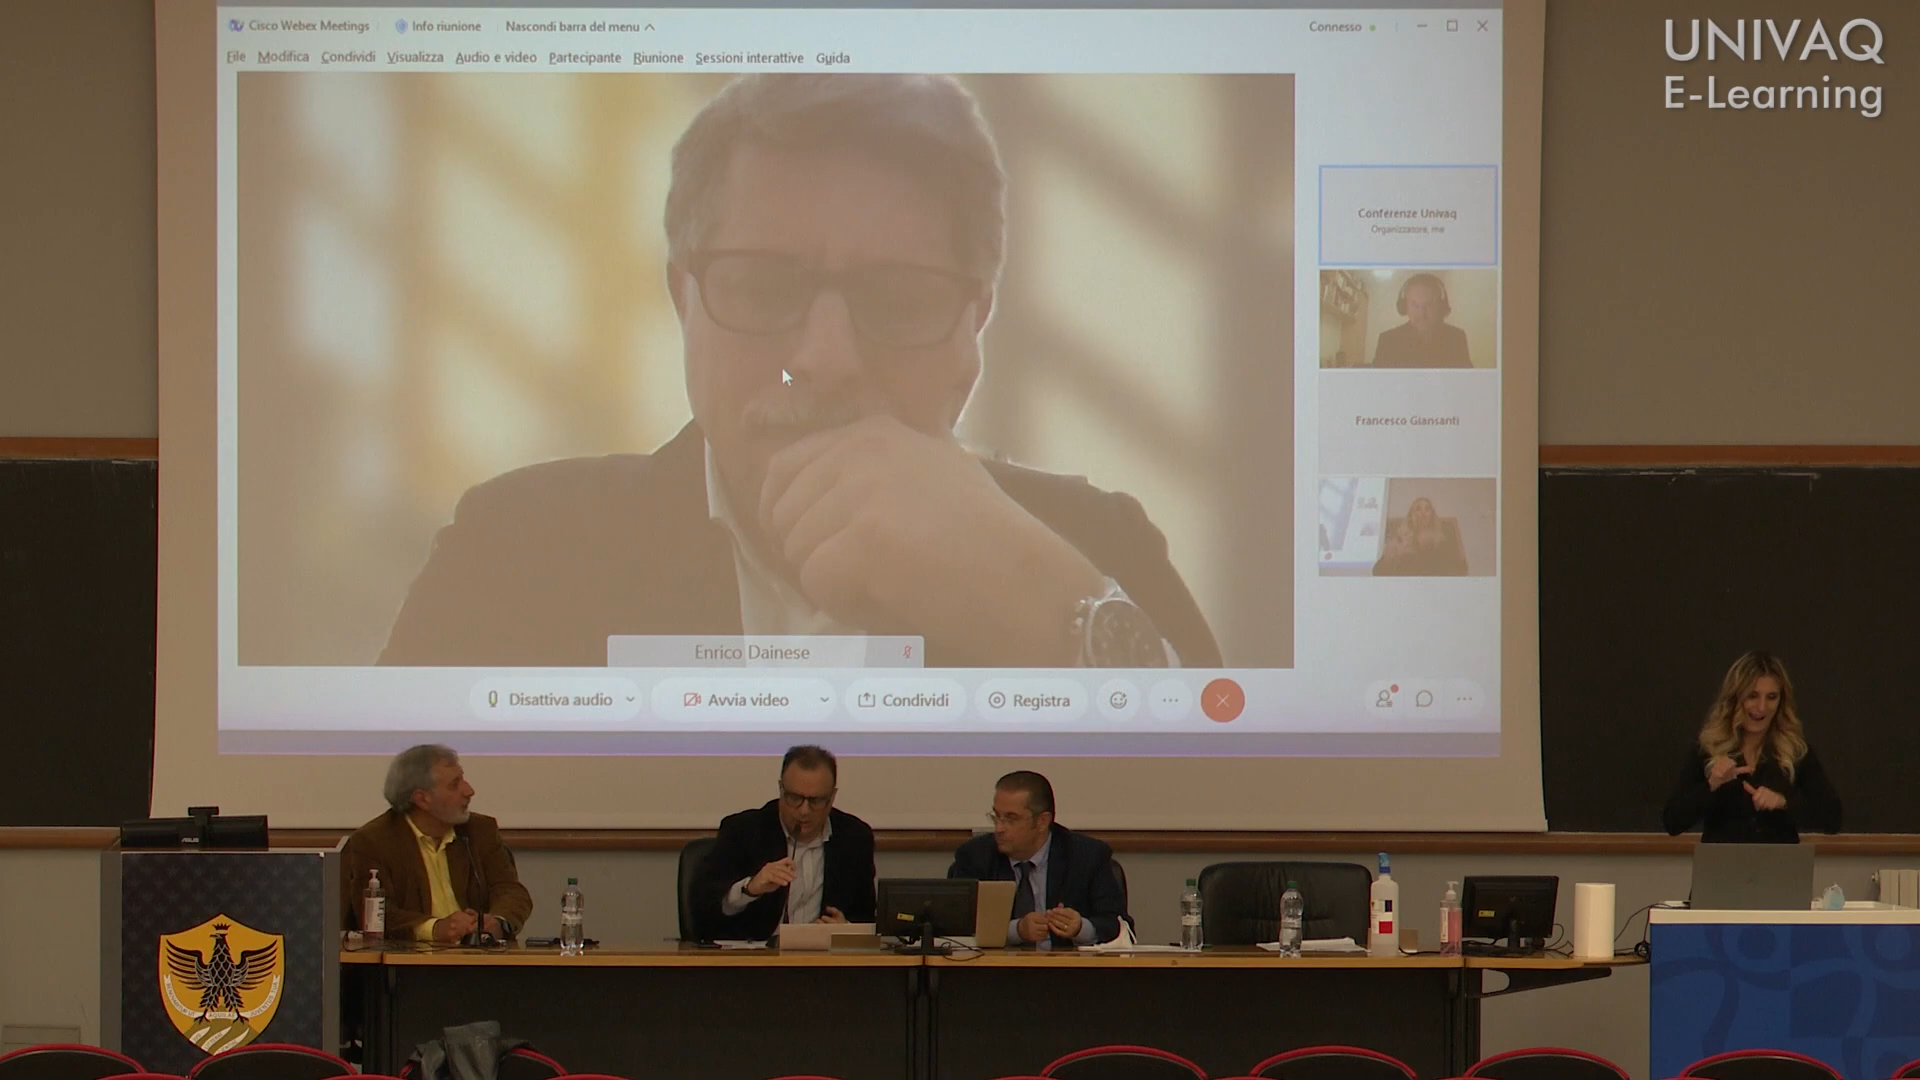 UNIVAQ
E-Learning
Cisco Webex Meetings
Info riunione
Nascondi barra del menu
Connesso
File Modifica Condividi Visualizza Audio e video Partecipante Riunione Sessioni interattive Guida
Conferenze Univaq
Organizzatore, me
Francesco Giansanti
Enrico Dainese
Disattiva audio
Avvia video
Condividi
Registra